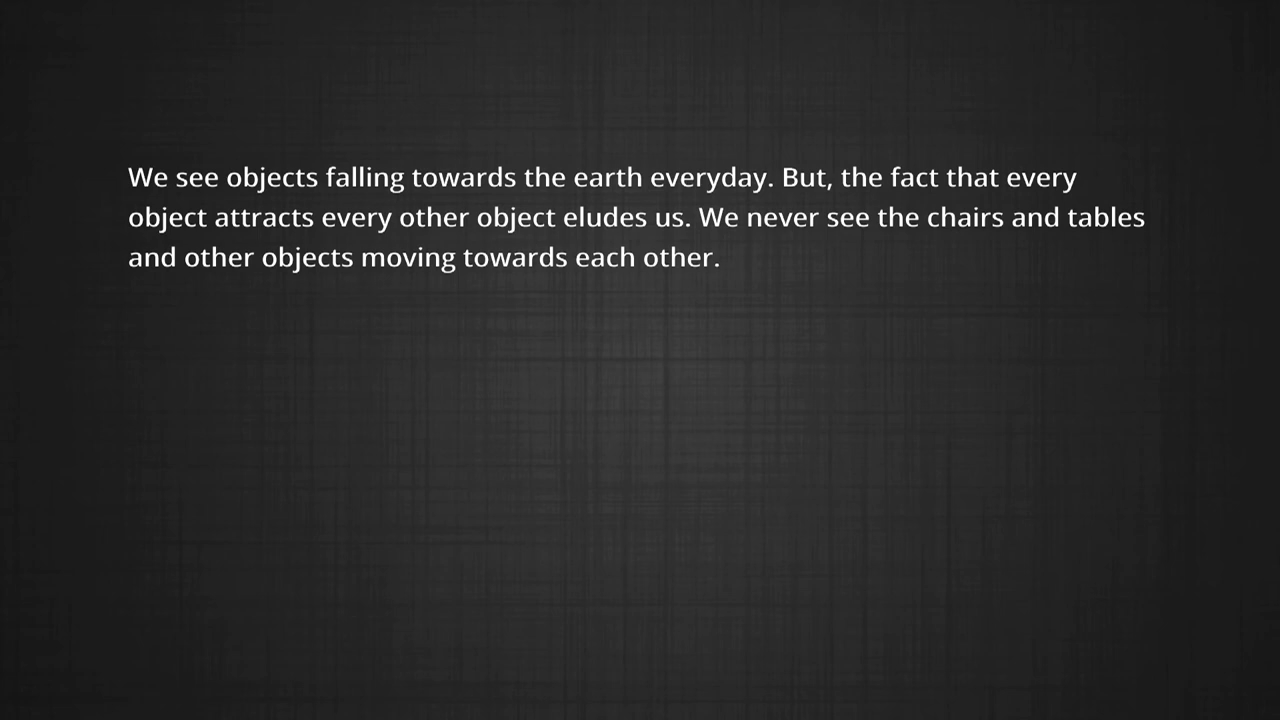 We see objects falling towards the earth everyday. But, the fact that every
object attracts every other object eludes us. We never see the chairs and tables
and other objects moving towards each other.